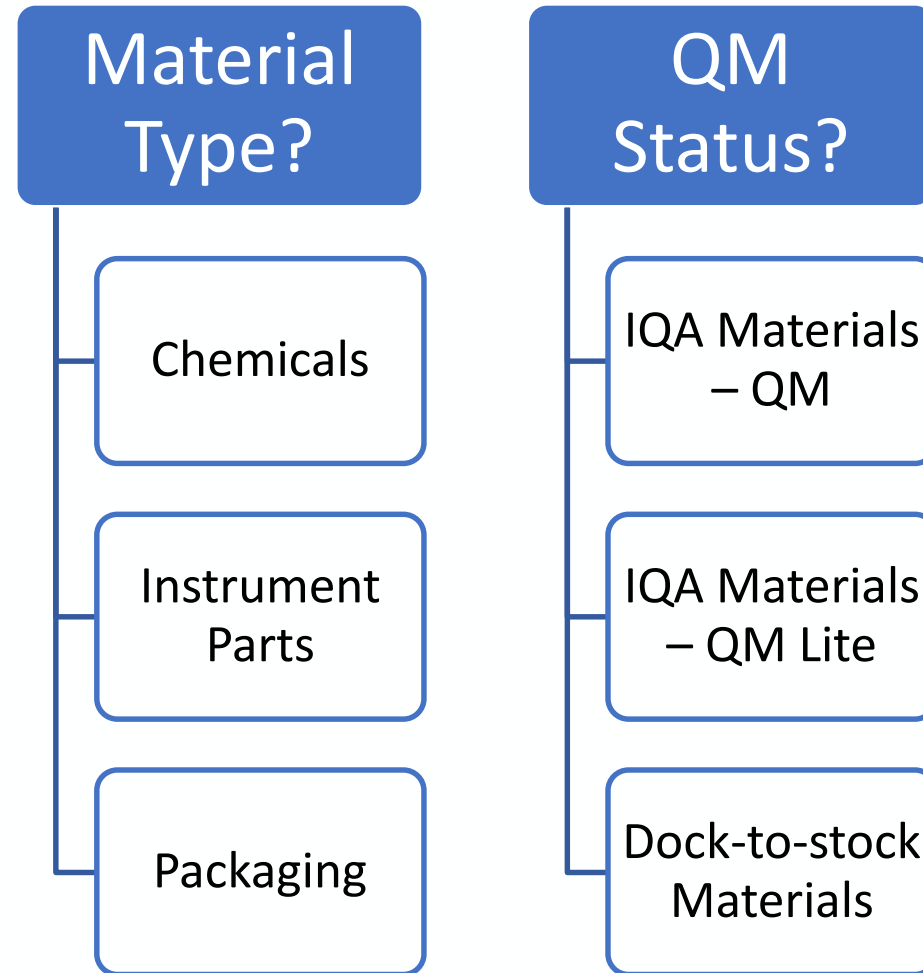 Material
Type?
Chemicals
Instrument
Parts
Packaging
QM
Status?
IQA Materials
– QM
IQA Materials
– QM Lite
Dock-to-stock
Materials